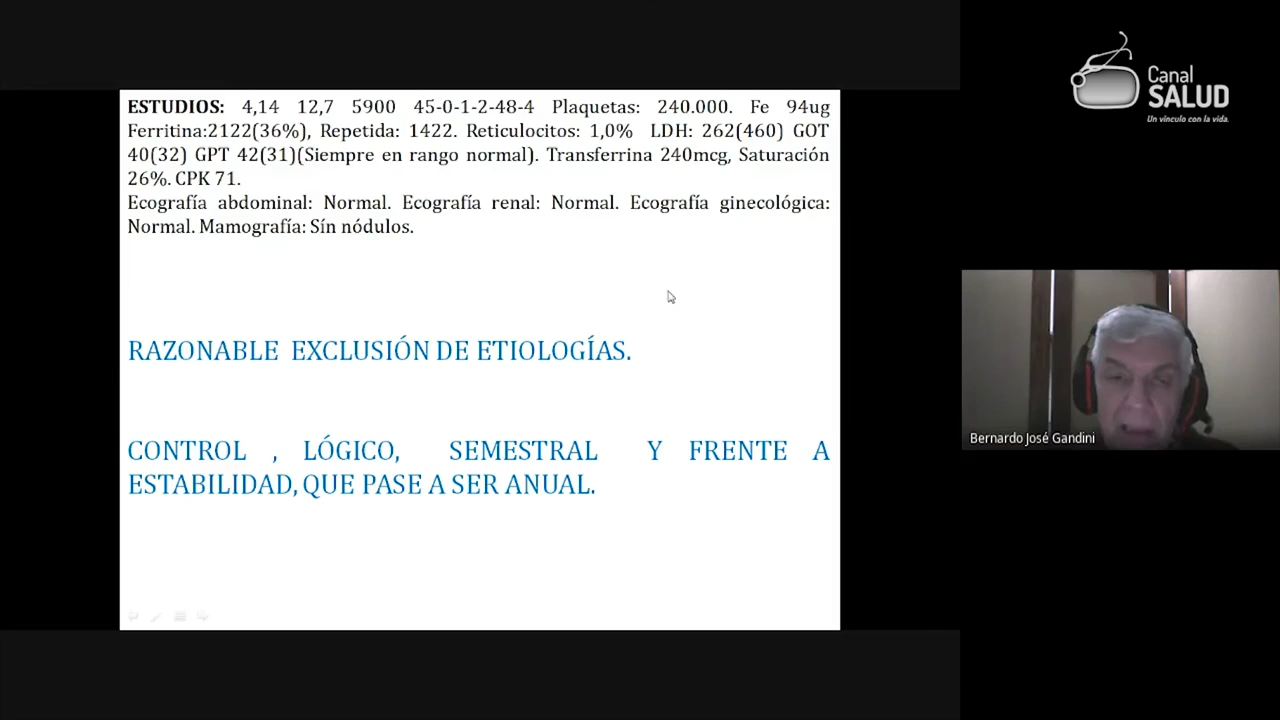 ESTUDIOS: 4,14 12,7 5900 45-0-1-2-48-4 Plaquetas: 240.000. Fe 94ug
Ferritina:2122(36%), Repetida: 1422. Reticulocitos: 1,0% LDH: 262(460) GOT
40(32) GPT 42(31)(Siempre en rango normal). Transferrina 240mcg, Saturación
26%. CPK 71.
Ecografía abdominal: Normal. Ecografía renal: Normal. Ecografía ginecológica:
Normal. Mamografía: Sín nódulos.
RAZONABLE EXCLUSIÓN DE ETIOLOGÍAS.
CONTROL , LÓGICO, SEMESTRAL Y FRENTE A
ESTABILIDAD, QUE PASE A SER ANUAL.
Canal
SALUD
Un vínculo con la vida.
Bernardo José Gandini